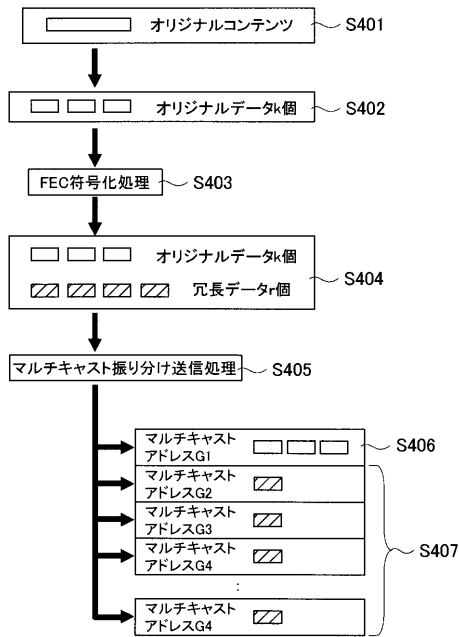 オリジナルコンテンツ S401
オリジナルデータk個 S402
FEC符号化処理 S403
オリジナルデータk個
冗長データr個
S404
マルチキャスト振り分け送信処理 S405
マルチキャスト
アドレスG1
S406
マルチキャスト
アドレスG2
マルチキャスト
アドレスG3
マルチキャスト
アドレスG4
S407
:
マルチキャスト
アドレスG4